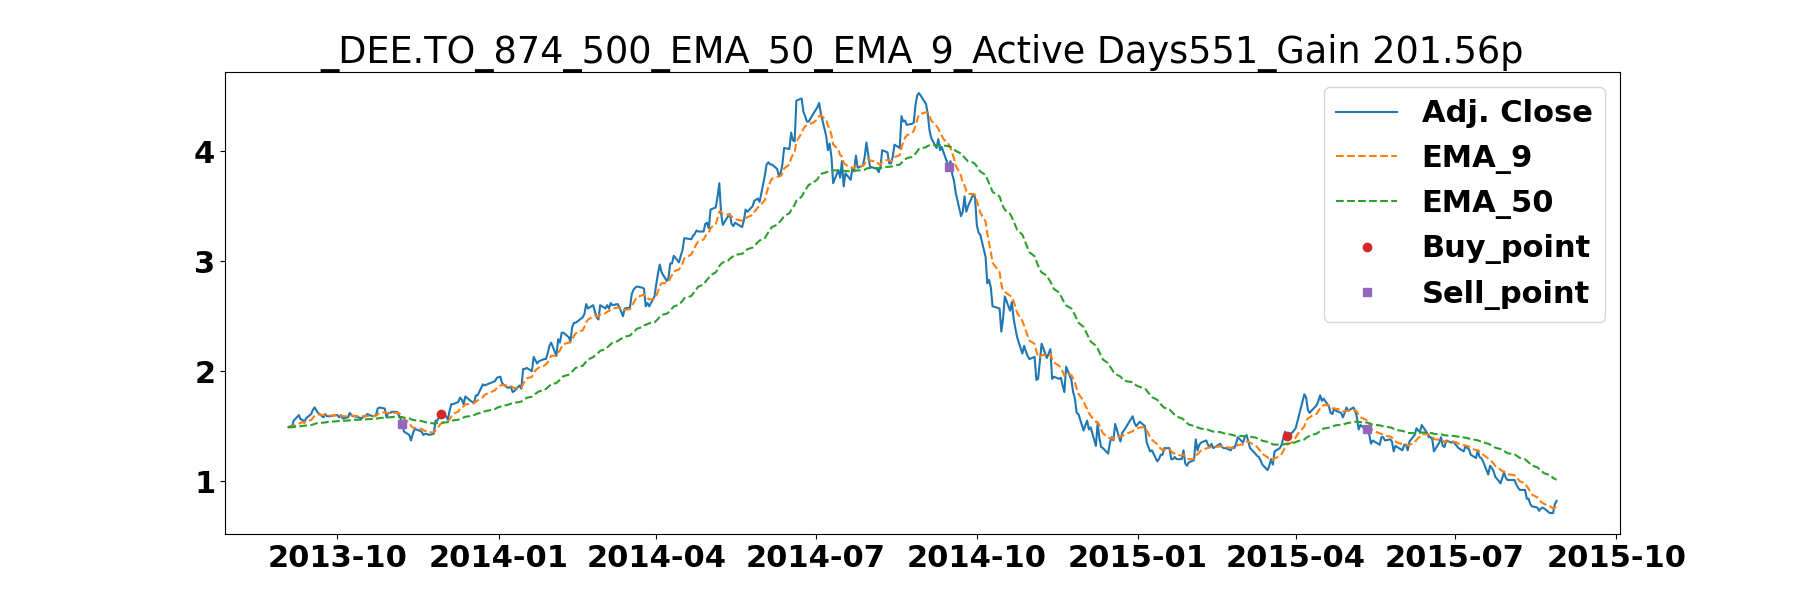 _DEE.TO_874_500_EMA_50_EMA_9_Active Days551_Gain 201.56p
Adj. Close
EMA_9
EMA_50
Buy_point
Sell_point
4
3
2
1
2013-10 2014-01 2014-04 2014-07 2014-10 2015-01 2015-04 2015-07 2015-10